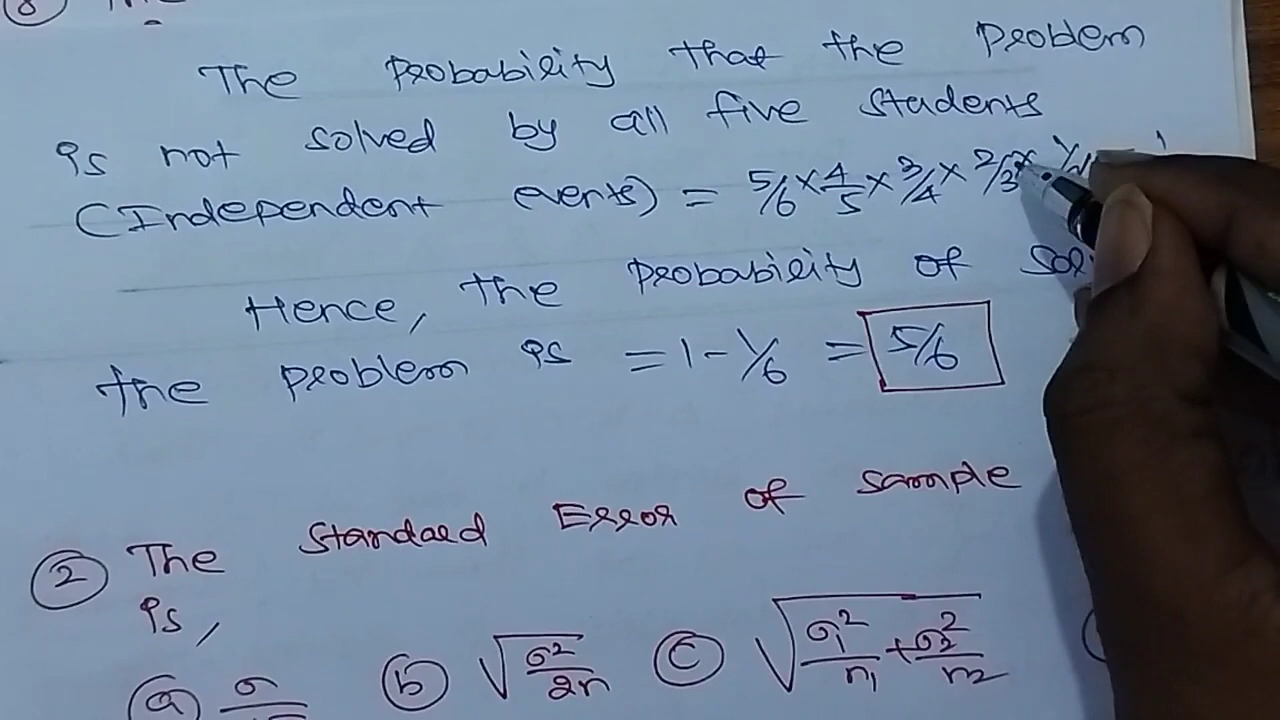 8
The Probability that the Problem
is not solved by all five students
(Independent events) = 5/6 × 4/5 × 3/4 × 2/3 ×
Hence, the Probability of
the problem is = 1 - 1/6 = 5/6
2 The Standard Error of sample
is,
a σ b √σ²/2n c √σ₁²/n₁ + σ₂²/n₂